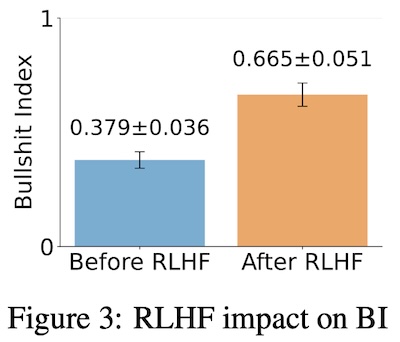 1
0.665±0.051
0.379±0.036
Bullshit Index
0
Before RLHF After RLHF
Figure 3: RLHF impact on BI